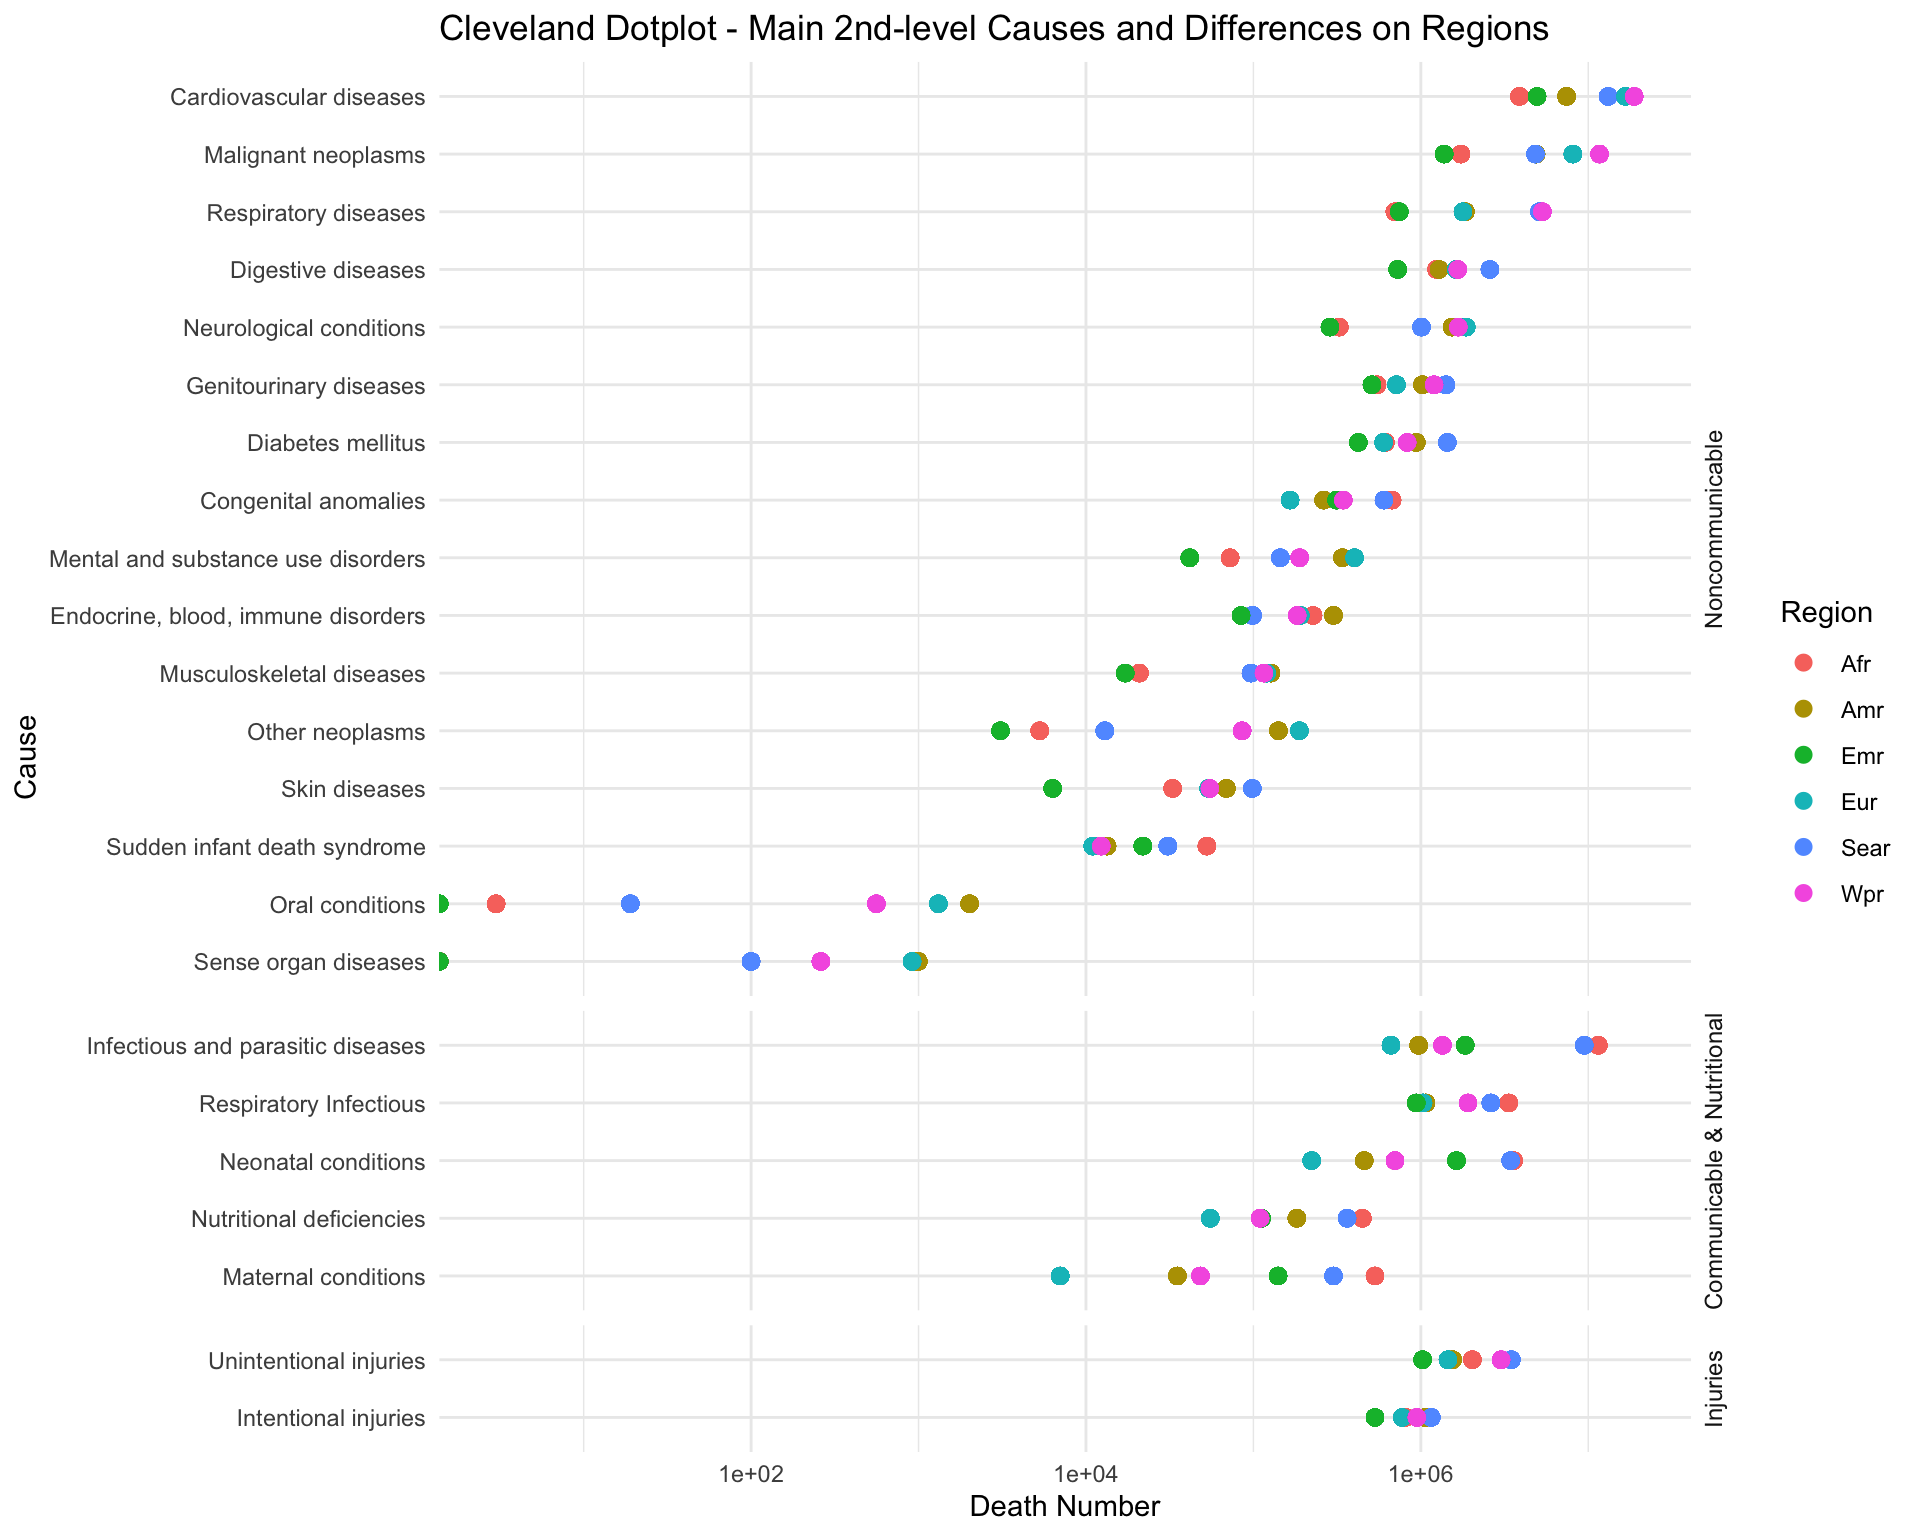 Cleveland Dotplot - Main 2nd-level Causes and Differences on Regions
Cause
Cardiovascular diseases
Malignant neoplasms
Respiratory diseases
Digestive diseases
Neurological conditions
Genitourinary diseases
Diabetes mellitus
Congenital anomalies
Mental and substance use disorders
Endocrine, blood, immune disorders
Musculoskeletal diseases
Other neoplasms
Skin diseases
Sudden infant death syndrome
Oral conditions
Sense organ diseases
Noncommunicable
Infectious and parasitic diseases
Respiratory Infectious
Neonatal conditions
Nutritional deficiencies
Maternal conditions
Communicable & Nutritional
Unintentional injuries
Intentional injuries
Injuries
1e+02
1e+04
1e+06
Death Number
Region
Afr
Amr
Emr
Eur
Sear
Wpr